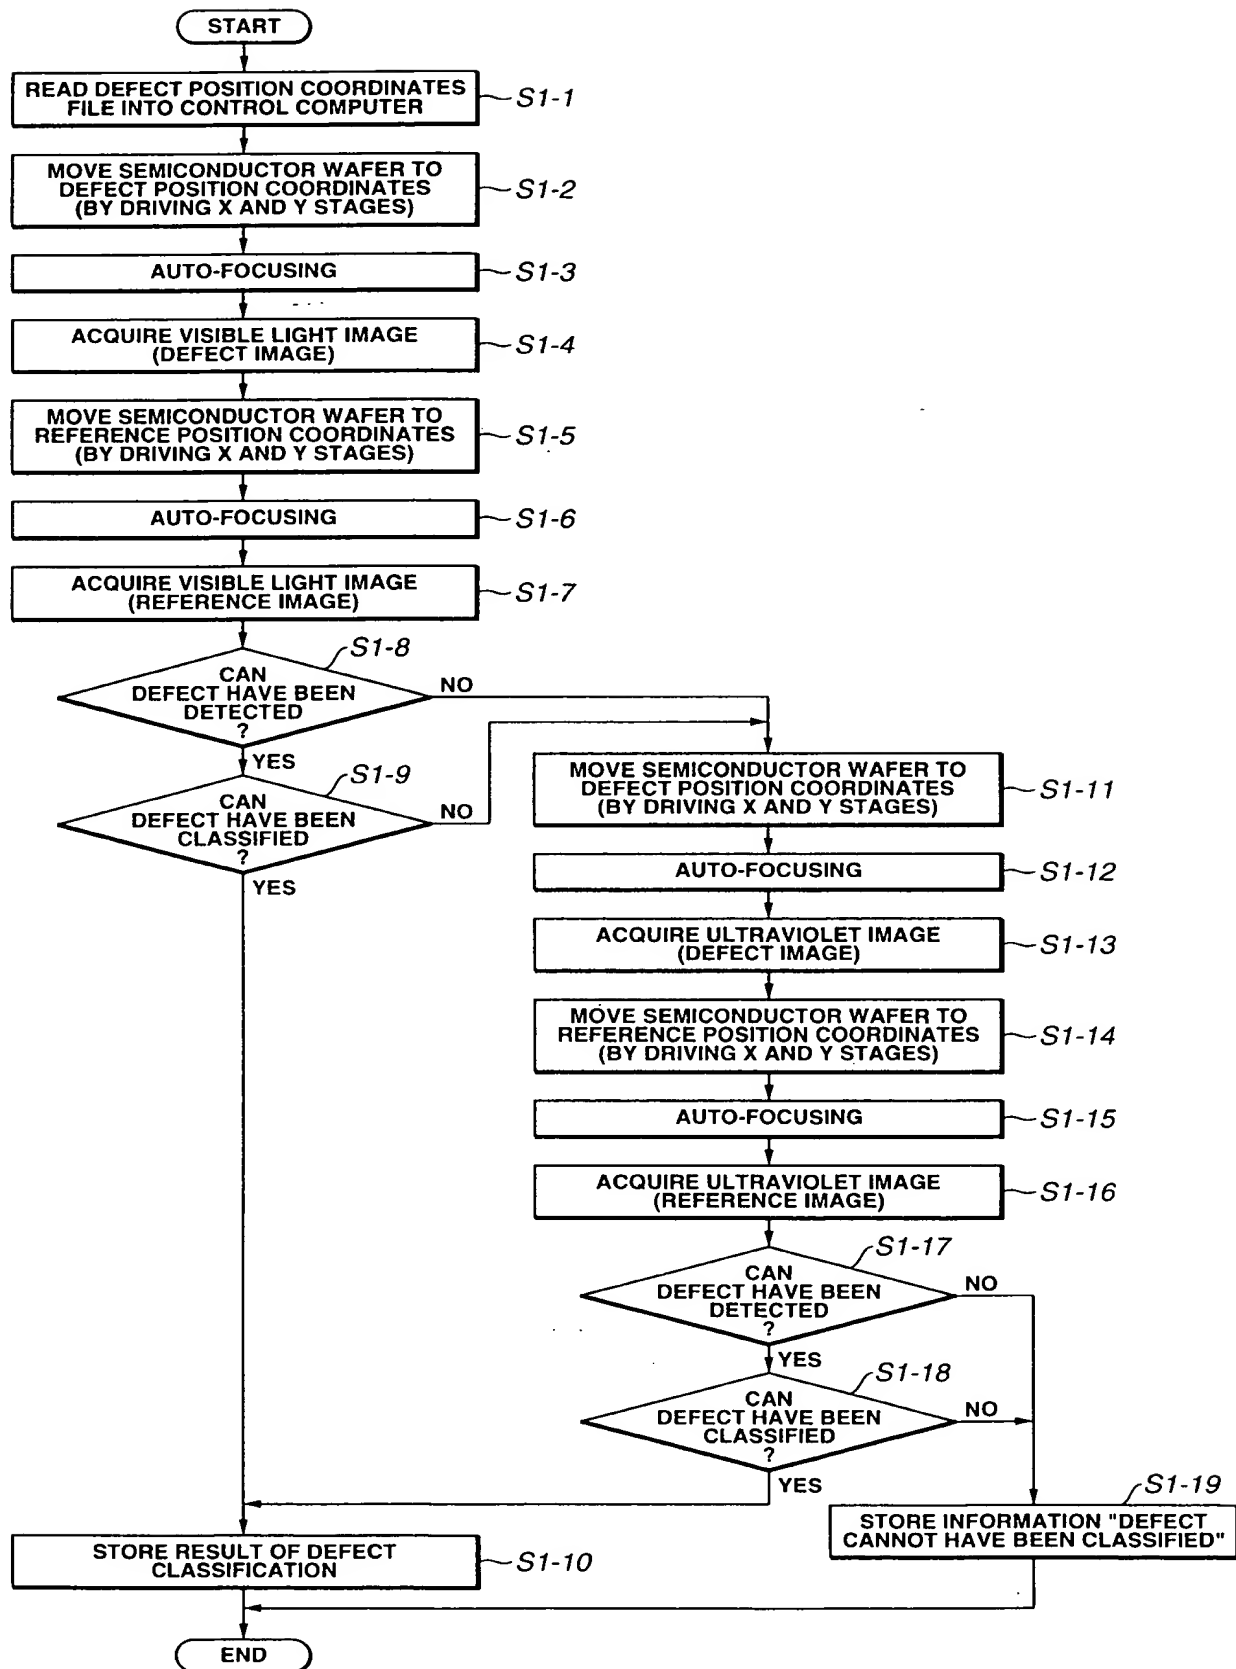 START
READ DEFECT POSITION COORDINATES
FILE INTO CONTROL COMPUTER
S1-1
MOVE SEMICONDUCTOR WAFER TO
DEFECT POSITION COORDINATES
(BY DRIVING X AND Y STAGES)
S1-2
AUTO-FOCUSING
S1-3
ACQUIRE VISIBLE LIGHT IMAGE
(DEFECT IMAGE)
S1-4
MOVE SEMICONDUCTOR WAFER TO
REFERENCE POSITION COORDINATES
(BY DRIVING X AND Y STAGES)
S1-5
AUTO-FOCUSING
S1-6
ACQUIRE VISIBLE LIGHT IMAGE
(REFERENCE IMAGE)
S1-7
S1-8
CAN
DEFECT HAVE BEEN
DETECTED
?
NO
YES
S1-9
CAN
DEFECT HAVE BEEN
CLASSIFIED
?
NO
YES
MOVE SEMICONDUCTOR WAFER TO
DEFECT POSITION COORDINATES
(BY DRIVING X AND Y STAGES)
S1-11
AUTO-FOCUSING
S1-12
ACQUIRE ULTRAVIOLET IMAGE
(DEFECT IMAGE)
S1-13
MOVE SEMICONDUCTOR WAFER TO
REFERENCE POSITION COORDINATES
(BY DRIVING X AND Y STAGES)
S1-14
AUTO-FOCUSING
S1-15
ACQUIRE ULTRAVIOLET IMAGE
(REFERENCE IMAGE)
S1-16
S1-17
CAN
DEFECT HAVE BEEN
DETECTED
?
NO
YES
S1-18
CAN
DEFECT HAVE BEEN
CLASSIFIED
?
NO
YES
S1-19
STORE INFORMATION "DEFECT
CANNOT HAVE BEEN CLASSIFIED"
STORE RESULT OF DEFECT
CLASSIFICATION
S1-10
END